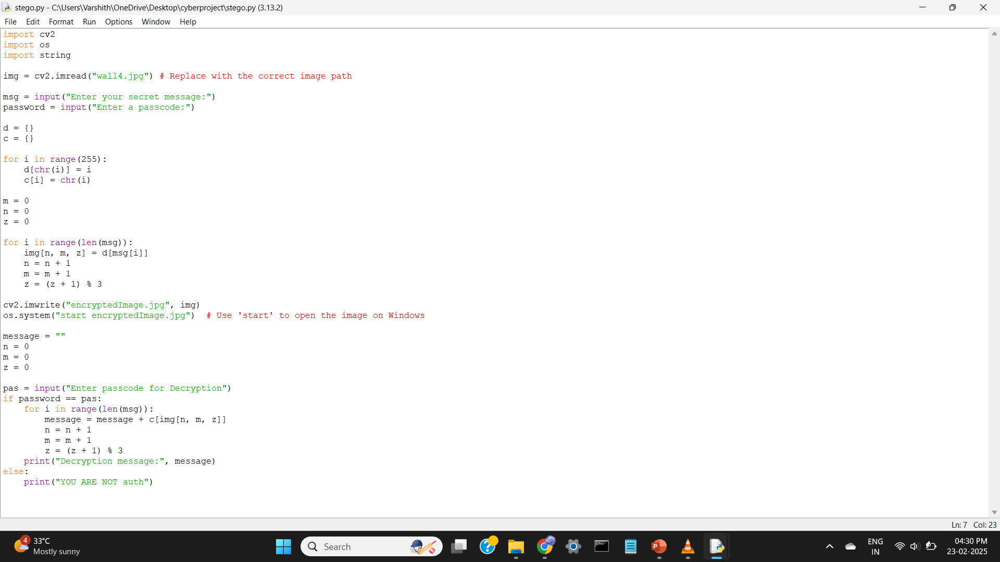 stego.py - C:\Users\Varshith\OneDrive\Desktop\cyberproject\stego.py (3.13.2)
File Edit Format Run Options Window Help
import cv2
import os
import string
img = cv2.imread("wall4.jpg") # Replace with the correct image path
msg = input("Enter your secret message:")
password = input("Enter a passcode:")
d = {}
c = {}
for i in range(255):
    d[chr(i)] = i
    c[i] = chr(i)
m = 0
n = 0
z = 0
for i in range(len(msg)):
    img[n, m, z] = d[msg[i]]
    n = n + 1
    m = m + 1
    z = (z + 1) % 3
cv2.imwrite("encryptedImage.jpg", img)
os.system("start encryptedImage.jpg")  # Use 'start' to open the image on Windows
message = ""
n = 0
m = 0
z = 0
pas = input("Enter passcode for Decryption")
if password == pas:
    for i in range(len(msg)):
        message = message + c[img[n, m, z]]
        n = n + 1
        m = m + 1
        z = (z + 1) % 3
    print("Decryption message:", message)
else:
    print("YOU ARE NOT auth")
Ln: 7 Col: 23
4
33°C
Mostly sunny
Search
ENG
IN
04:30 PM
23-02-2025